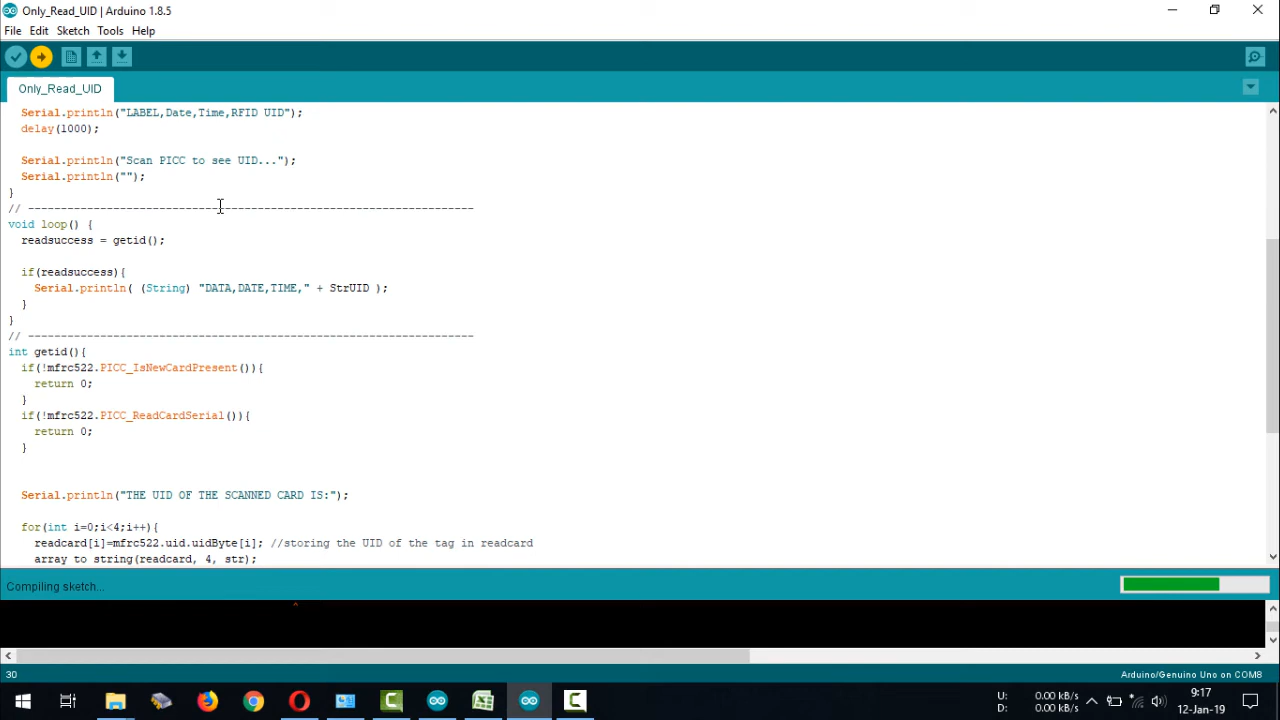 Only_Read_UID | Arduino 1.8.5
File Edit Sketch Tools Help
Only_Read_UID
Serial.println("LABEL,Date,Time,RFID UID");
delay(1000);
Serial.println("Scan PICC to see UID...");
Serial.println("");
}
// --------------------------------------------------------------------
void loop() {
readsuccess = getid();
if(readsuccess){
Serial.println( (String) "DATA,DATE,TIME," + StrUID );
}
}
// --------------------------------------------------------------------
int getid(){
if(!mfrc522.PICC_IsNewCardPresent()){
return 0;
}
if(!mfrc522.PICC_ReadCardSerial()){
return 0;
}
Serial.println("THE UID OF THE SCANNED CARD IS:");
for(int i=0;i<4;i++){
readcard[i]=mfrc522.uid.uidByte[i]; //storing the UID of the tag in readcard
array to string(readcard, 4, str);
Compiling sketch...
^
30 Arduino/Genuino Uno on COM8
U: 0.00 kB/s
D: 0.00 kB/s
9:17
12-Jan-19